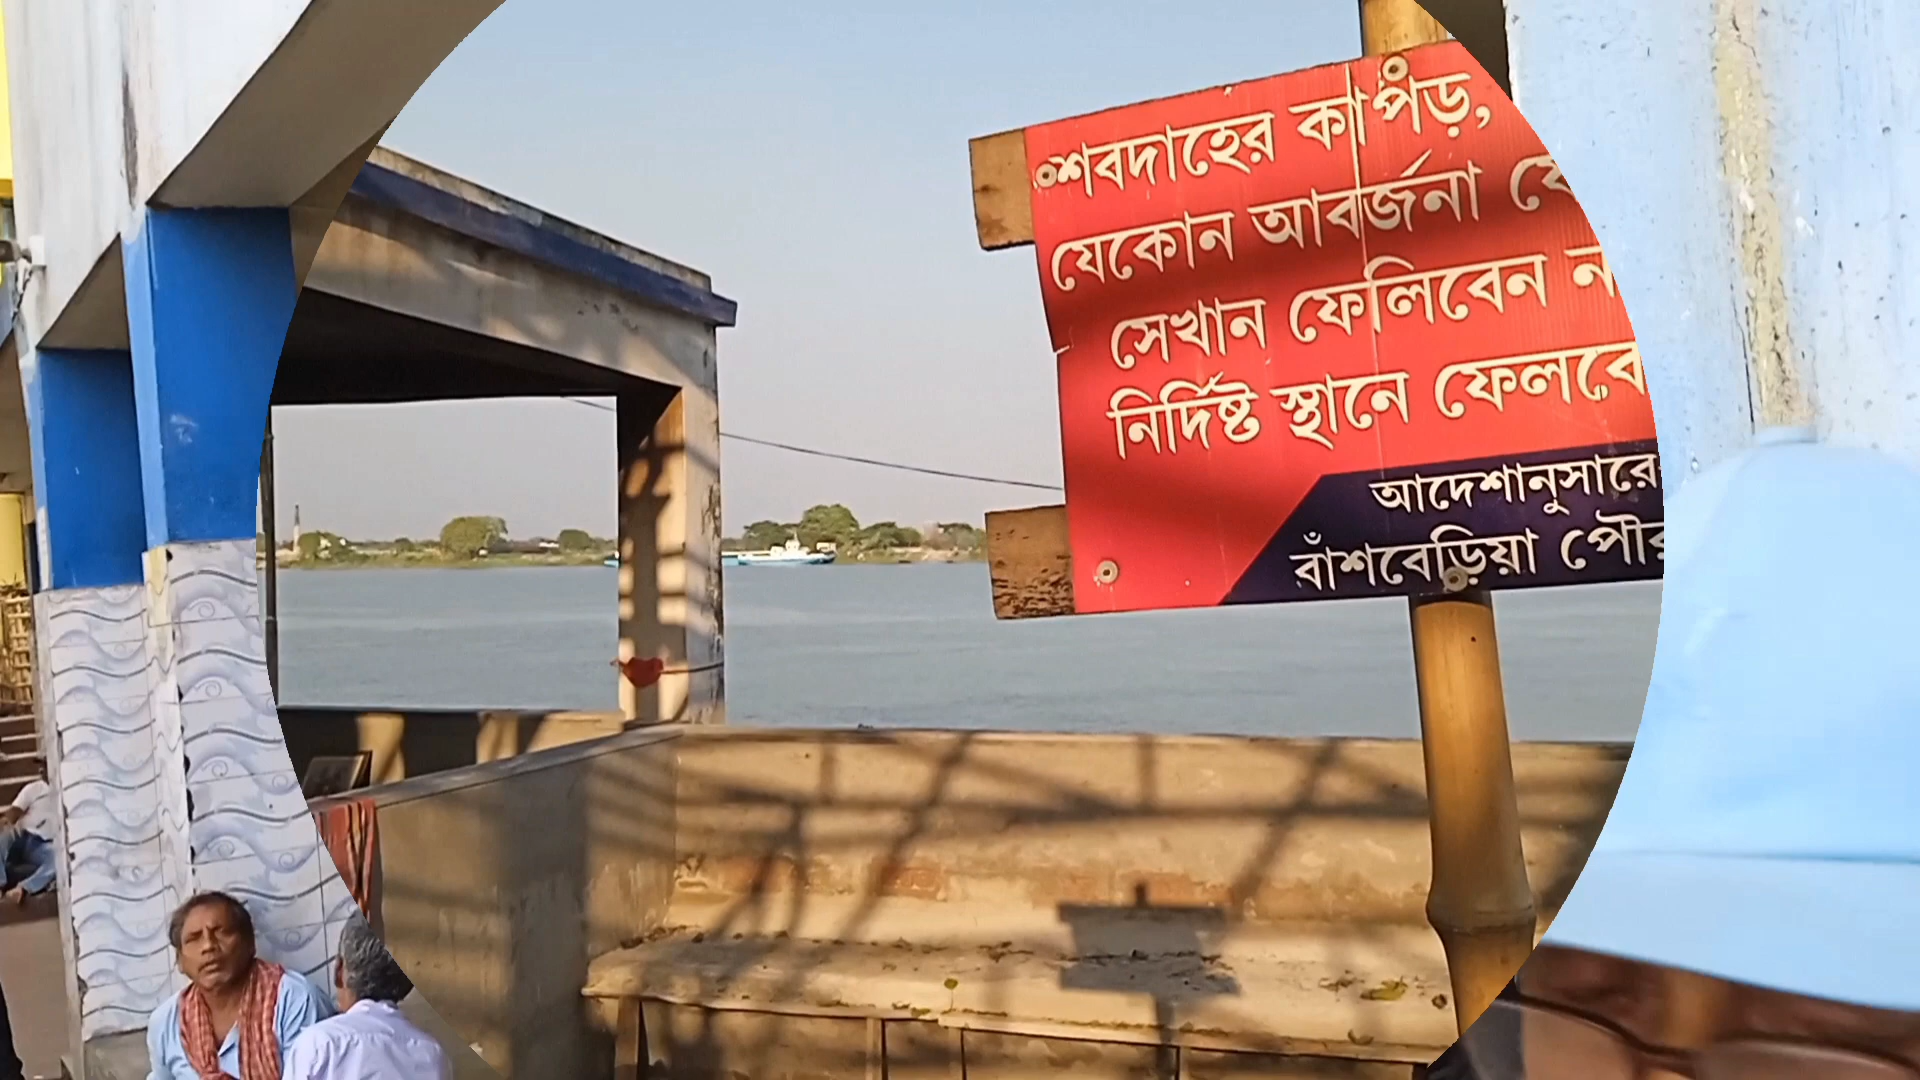 শবদাহের কাপড়,
যেকোন আবর্জনা যে
সেখান ফেলিবেন ন
নির্দিষ্ট স্থানে ফেলবে
আদেশানুসারে
বাঁশবেড়িয়া পৌর